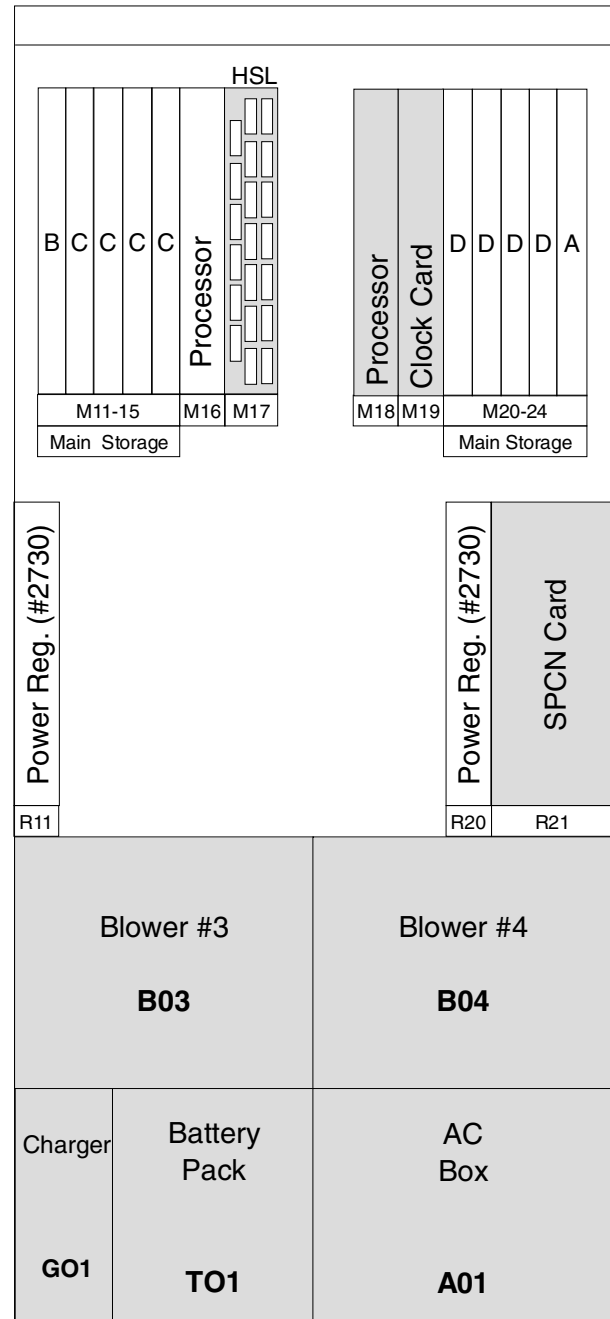 HSL
B C C C C
Processor
Processor
Clock Card
D D D D A
M11-15 M16 M17
M18 M19 M20-24
Main Storage
Main Storage
Power Reg. (#2730)
Power Reg. (#2730)
SPCN Card
R11
R20 R21
Blower #3
B03
Blower #4
B04
Charger
GO1
Battery
Pack
TO1
AC
Box
A01